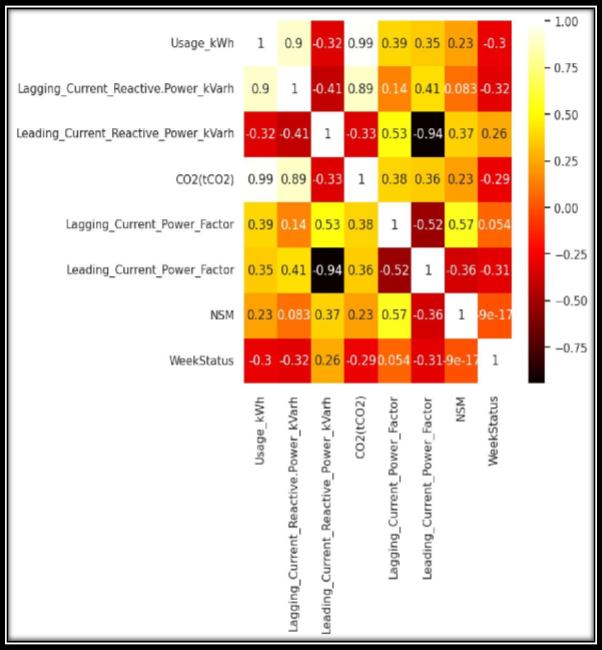 Usage_kWh 1 0.9 -0.32 0.99 0.39 0.35 0.23 -0.3
Lagging_Current_Reactive.Power_kVarh 0.9 1 -0.41 0.89 0.14 0.41 0.083 -0.32
Leading_Current_Reactive_Power_kVarh -0.32 -0.41 1 -0.33 0.53 -0.94 0.37 0.26
CO2(tCO2) 0.99 0.89 -0.33 1 0.38 0.36 0.23 -0.29
Lagging_Current_Power_Factor 0.39 0.14 0.53 0.38 1 -0.52 0.57 0.054
Leading_Current_Power_Factor 0.35 0.41 -0.94 0.36 -0.52 1 -0.36 -0.31
NSM 0.23 0.083 0.37 0.23 0.57 -0.36 1 -9e-17
WeekStatus -0.3 -0.32 0.26 -0.29 0.054 -0.31 -9e-17 1
Usage_kWh
Lagging_Current_Reactive.Power_kVarh
Leading_Current_Reactive_Power_kVarh
CO2(tCO2)
Lagging_Current_Power_Factor
Leading_Current_Power_Factor
NSM
WeekStatus
1.00
0.75
0.50
0.25
0.00
−0.25
−0.50
−0.75